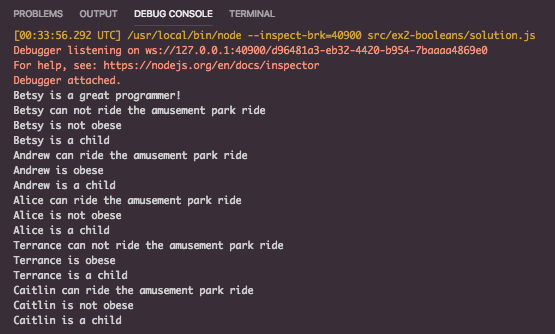 PROBLEMS OUTPUT DEBUG CONSOLE TERMINAL
[00:33:56.292 UTC] /usr/local/bin/node --inspect-brk=40900 src/ex2-booleans/solution.js
Debugger listening on ws://127.0.0.1:40900/d96481a3-eb32-4420-b954-7baaaa4869e0
For help, see: https://nodejs.org/en/docs/inspector
Debugger attached.
Betsy is a great programmer!
Betsy can not ride the amusement park ride
Betsy is not obese
Betsy is a child
Andrew can ride the amusement park ride
Andrew is obese
Andrew is a child
Alice can ride the amusement park ride
Alice is not obese
Alice is a child
Terrance can not ride the amusement park ride
Terrance is obese
Terrance is a child
Caitlin can ride the amusement park ride
Caitlin is not obese
Caitlin is a child